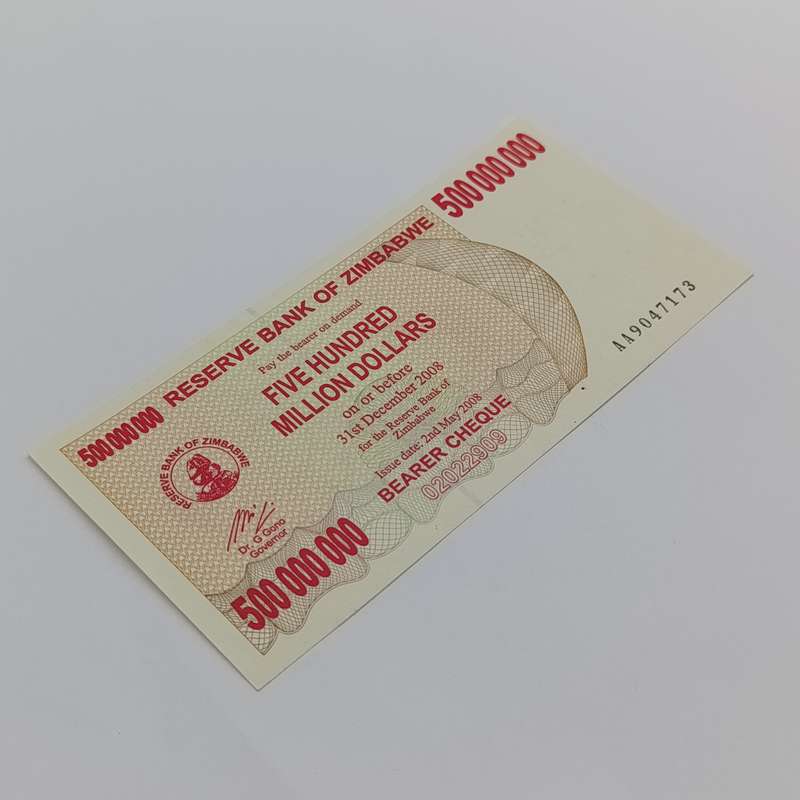 500 000 000
RESERVE BANK OF ZIMBABWE
500 000 000
Pay the bearer on demand
FIVE HUNDRED
MILLION DOLLARS
on or before
31st December 2008
for the Reserve Bank of
Zimbabwe
Issue date: 2nd May 2008
BEARER CHEQUE
02022909
RESERVE BANK OF ZIMBABWE
Dr. G Gono
Governor
500 000 000
AA9047173